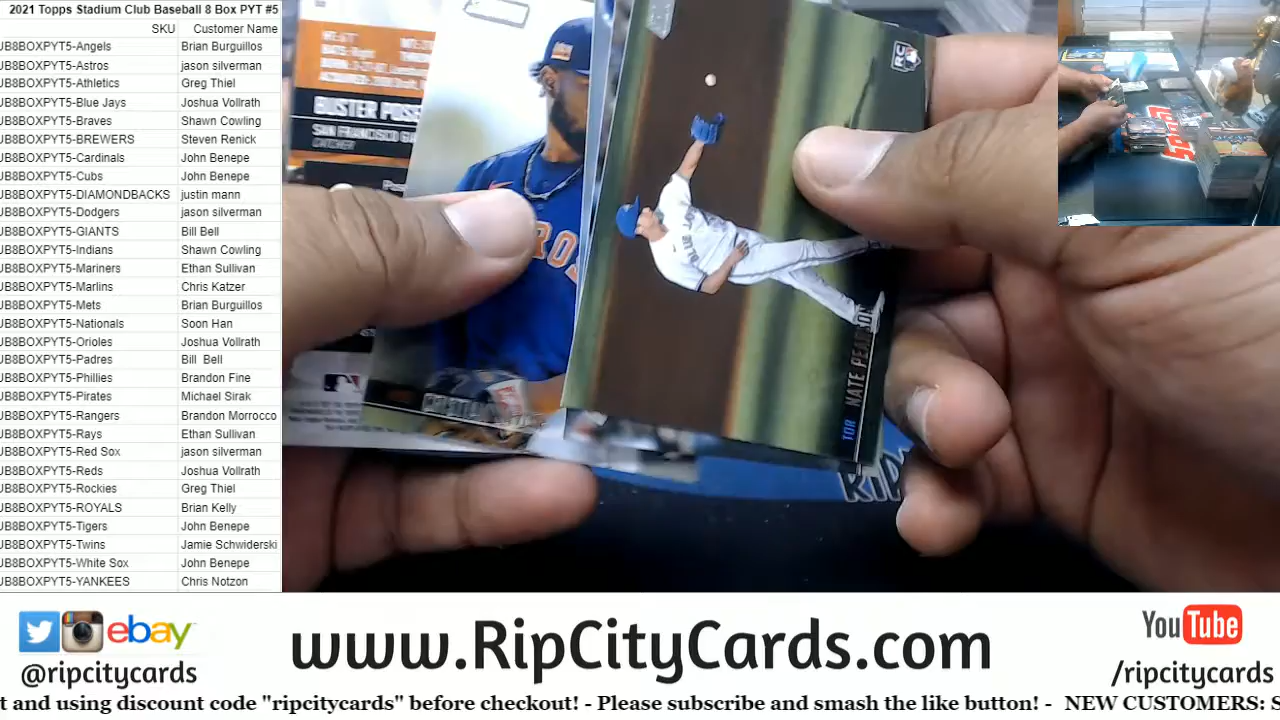 2021 Topps Stadium Club Baseball 8 Box PYT #5
SKU Customer Name
JB8BOXPYT5-Angels Brian Burguillos
JB8BOXPYT5-Astros jason silverman
JB8BOXPYT5-Athletics Greg Thiel
JB8BOXPYT5-Blue Jays Joshua Vollrath
JB8BOXPYT5-Braves Shawn Cowling
JB8BOXPYT5-BREWERS Steven Renick
JB8BOXPYT5-Cardinals John Benepe
JB8BOXPYT5-Cubs John Benepe
JB8BOXPYT5-DIAMONDBACKS justin mann
JB8BOXPYT5-Dodgers jason silverman
JB8BOXPYT5-GIANTS Bill Bell
JB8BOXPYT5-Indians Shawn Cowling
JB8BOXPYT5-Mariners Ethan Sullivan
JB8BOXPYT5-Marlins Chris Katzer
JB8BOXPYT5-Mets Brian Burguillos
JB8BOXPYT5-Nationals Soon Han
JB8BOXPYT5-Orioles Joshua Vollrath
JB8BOXPYT5-Padres Bill Bell
JB8BOXPYT5-Phillies Brandon Fine
JB8BOXPYT5-Pirates Michael Sirak
JB8BOXPYT5-Rangers Brandon Morrocco
JB8BOXPYT5-Rays Ethan Sullivan
JB8BOXPYT5-Red Sox jason silverman
JB8BOXPYT5-Reds Joshua Vollrath
JB8BOXPYT5-Rockies Greg Thiel
JB8BOXPYT5-ROYALS Brian Kelly
JB8BOXPYT5-Tigers John Benepe
JB8BOXPYT5-Twins Jamie Schwiderski
JB8BOXPYT5-White Sox John Benepe
JB8BOXPYT5-YANKEES Chris Notzon
BUSTER POSE
SAN FRANCISCO GIA
RC
TOR NATE PEARSON
RIP
ebay
@ripcitycards
www.RipCityCards.com
YouTube
/ripcitycards
t and using discount code "ripcitycards" before checkout! - Please subscribe and smash the like button! - NEW CUSTOMERS: S